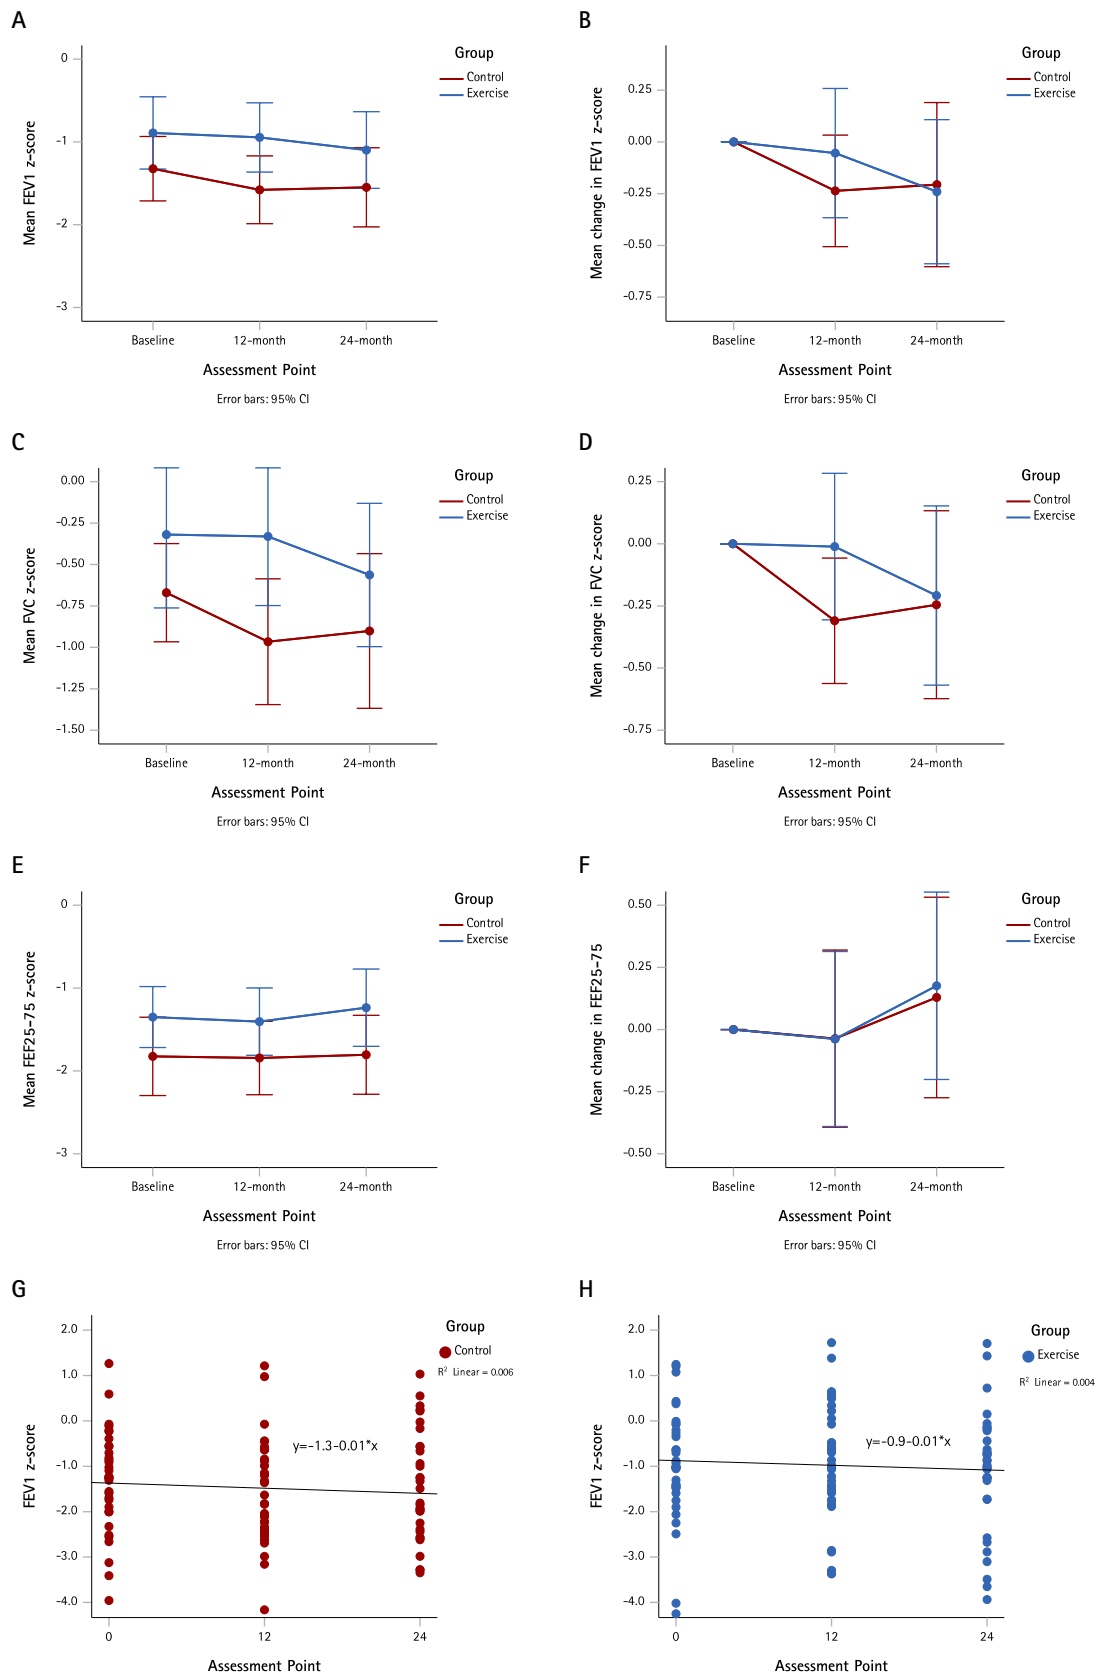 A
Group
Control
Exercise
Mean FEV1 z-score
0
-1
-2
-3
Baseline
12-month
24-month
Assessment Point
Error bars: 95% CI
B
Group
Control
Exercise
Mean change in FEV1 z-score
0.25
0.00
-0.25
-0.50
-0.75
Baseline
12-month
24-month
Assessment Point
Error bars: 95% CI
C
Group
Control
Exercise
Mean FVC z-score
0.00
-0.25
-0.50
-0.75
-1.00
-1.25
-1.50
Baseline
12-month
24-month
Assessment Point
Error bars: 95% CI
D
Group
Control
Exercise
Mean change in FVC z-score
0.25
0.00
-0.25
-0.50
-0.75
Baseline
12-month
24-month
Assessment Point
Error bars: 95% CI
E
Group
Control
Exercise
Mean FEF25-75 z-score
0
-1
-2
-3
Baseline
12-month
24-month
Assessment Point
Error bars: 95% CI
F
Group
Control
Exercise
Mean change in FEF25-75
0.50
0.25
0.00
-0.25
-0.50
Baseline
12-month
24-month
Assessment Point
Error bars: 95% CI
G
Group
Control
R² Linear = 0.006
FEV1 z-score
2.0
1.0
0.0
-1.0
-2.0
-3.0
-4.0
y=-1.3-0.01*x
0
12
24
Assessment Point
H
Group
Exercise
R² Linear = 0.004
FEV1 z-score
2.0
1.0
0.0
-1.0
-2.0
-3.0
-4.0
y=-0.9-0.01*x
0
12
24
Assessment Point